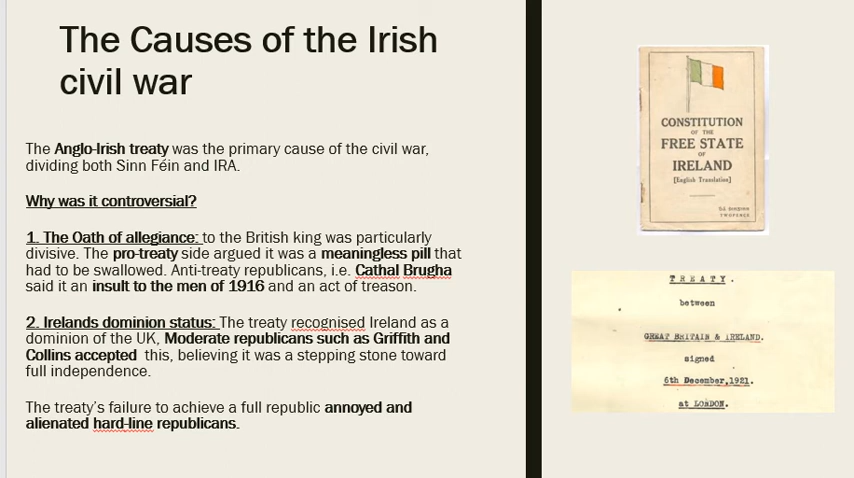 The Causes of the Irish
civil war
The Anglo-Irish treaty was the primary cause of the civil war,
dividing both Sinn Féin and IRA.
Why was it controversial?
1. The Oath of allegiance: to the British king was particularly
divisive. The pro-treaty side argued it was a meaningless pill that
had to be swallowed. Anti-treaty republicans, i.e. Cathal Brugha
said it an insult to the men of 1916 and an act of treason.
2. Irelands dominion status: The treaty recognised Ireland as a
dominion of the UK, Moderate republicans such as Griffith and
Collins accepted this, believing it was a stepping stone toward
full independence.
The treaty's failure to achieve a full republic annoyed and
alienated hard-line republicans.
CONSTITUTION
OF THE
FREE STATE
OF
IRELAND
[English Translation]
TWOPENCE
TREATY.
between
GREAT BRITAIN & IRELAND.
signed
6th December,1921.
at LONDON.